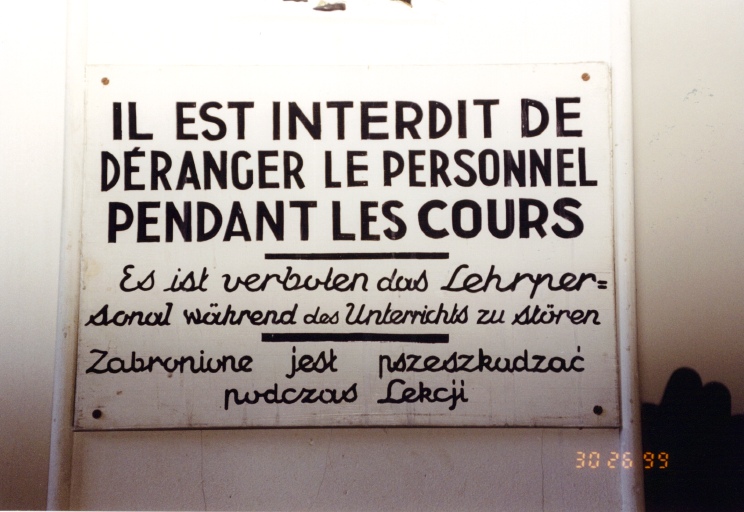 IL EST INTERDIT DE
DÉRANGER LE PERSONNEL
PENDANT LES COURS
Es ist verboten das Lehrper=
sonal während des Unterrichts zu stören
Zabronione jest pszeszkadzać
podczas Lekcji
30 26 99